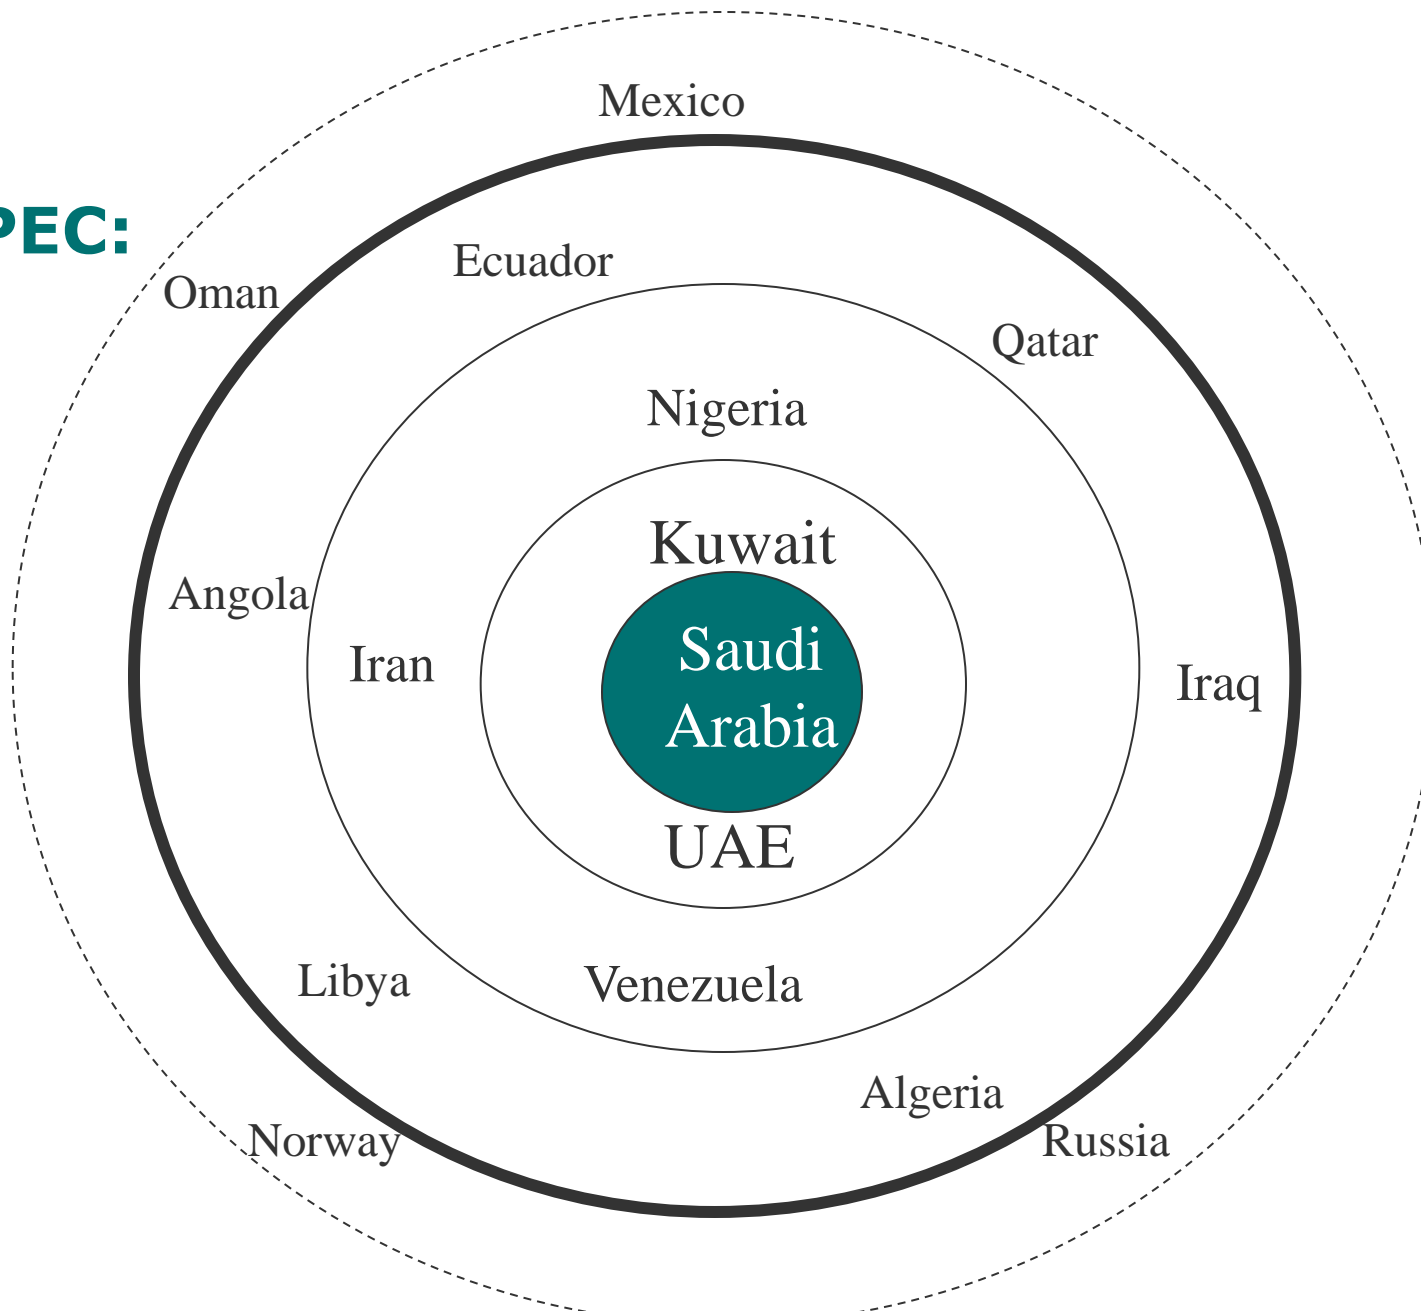 Mexico
PEC:
Ecuador
Oman
Qatar
Nigeria
Kuwait
Angola
Saudi
Arabia
Iran
Iraq
UAE
Libya
Venezuela
Algeria
Norway
Russia